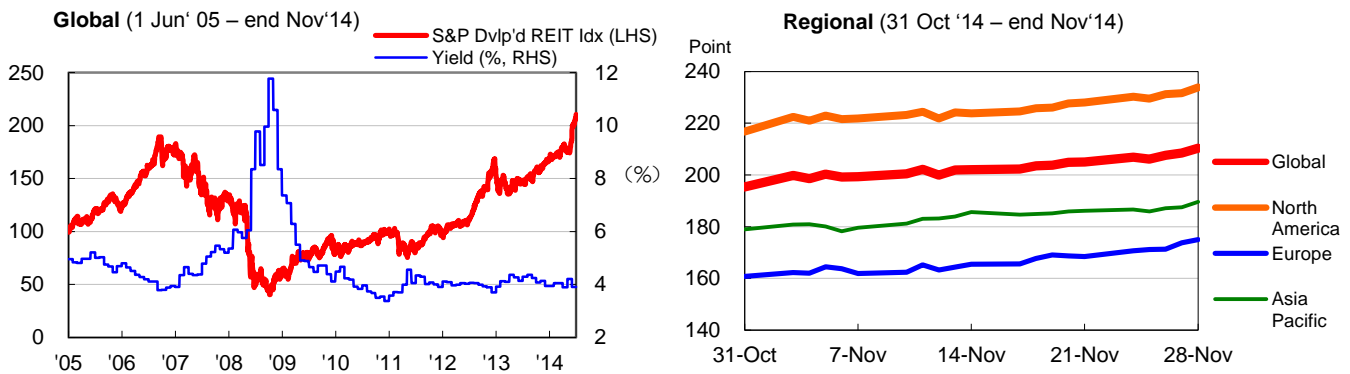 Global (1 Jun‘ 05 – end Nov‘14)
S&P Dvlp'd REIT Idx (LHS)
Yield (%, RHS)
250
200
150
100
50
0
12
10
8
6
4
2
(%)
'05 '06 '07 '08 '09 '10 '11 '12 '13 '14
Regional (31 Oct ‘14 – end Nov‘14)
Point
240
220
200
180
160
140
31-Oct 7-Nov 14-Nov 21-Nov 28-Nov
Global
North
America
Europe
Asia
Pacific